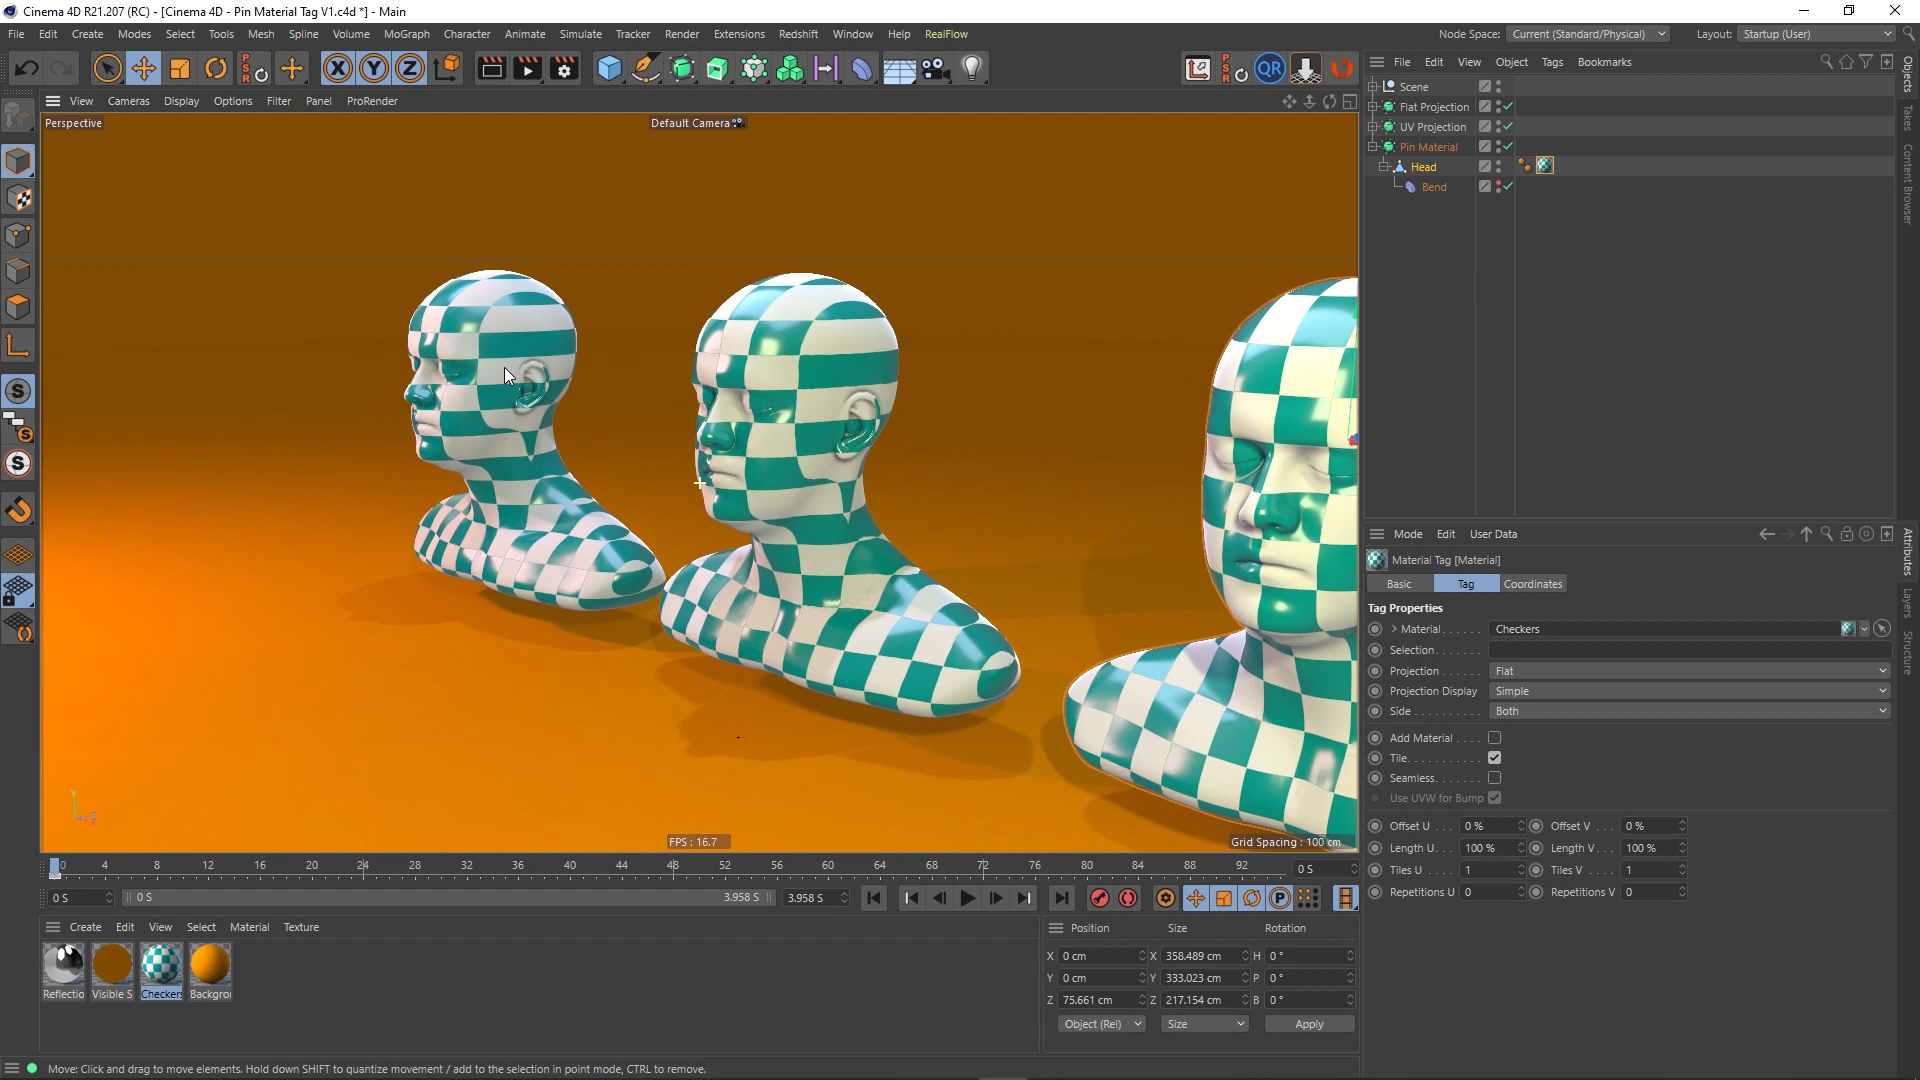 Cinema 4D R21.207 (RC) - [Cinema 4D - Pin Material Tag V1.c4d *] - Main
File Edit Create Modes Select Tools Mesh Spline Volume MoGraph Character Animate Simulate Tracker Render Extensions Redshift Window Help RealFlow
Node Space: Current (Standard/Physical) Layout: Startup (User)
PSR X Y Z PSR QR
View Cameras Display Options Filter Panel ProRender
File Edit View Object Tags Bookmarks
Perspective
Default Camera
Scene
Flat Projection
UV Projection
Pin Material
Head
Bend
Objects
Takes
Content Browser
Mode Edit User Data
Material Tag [Material]
Basic Tag Coordinates
Tag Properties
Material Checkers
Selection
Projection Flat
Projection Display Simple
Side Both
Add Material
Tile
Seamless
Use UVW for Bump
Offset U 0 % Offset V 0 %
Length U 100 % Length V 100 %
Tiles U 1 Tiles V 1
Repetitions U 0 Repetitions V 0
Attributes
Layers
Structure
S
S
S
Y
FPS : 16.7
Grid Spacing : 100 cm
0 4 8 12 16 20 24 28 32 36 40 44 48 52 56 60 64 68 72 76 80 84 88 92 0 S
0 S 0 S 3.958 S 3.958 S
P
Create Edit View Select Material Texture
Reflectio Visible S Checkers Backgrou
Position Size Rotation
X 0 cm X 358.489 cm H 0 °
Y 0 cm Y 333.023 cm P 0 °
Z 75.661 cm Z 217.154 cm B 0 °
Object (Rel) Size Apply
Move: Click and drag to move elements. Hold down SHIFT to quantize movement / add to the selection in point mode, CTRL to remove.